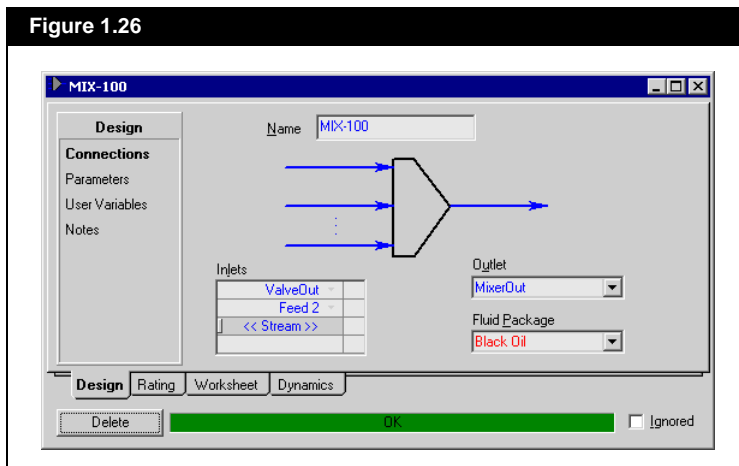 Figure 1.26
MIX-100
Design
Connections
Parameters
User Variables
Notes
Name MIX-100
Inlets
ValveOut
Feed 2
<< Stream >>
Outlet
MixerOut
Fluid Package
Black Oil
Design Rating Worksheet Dynamics
Delete OK Ignored